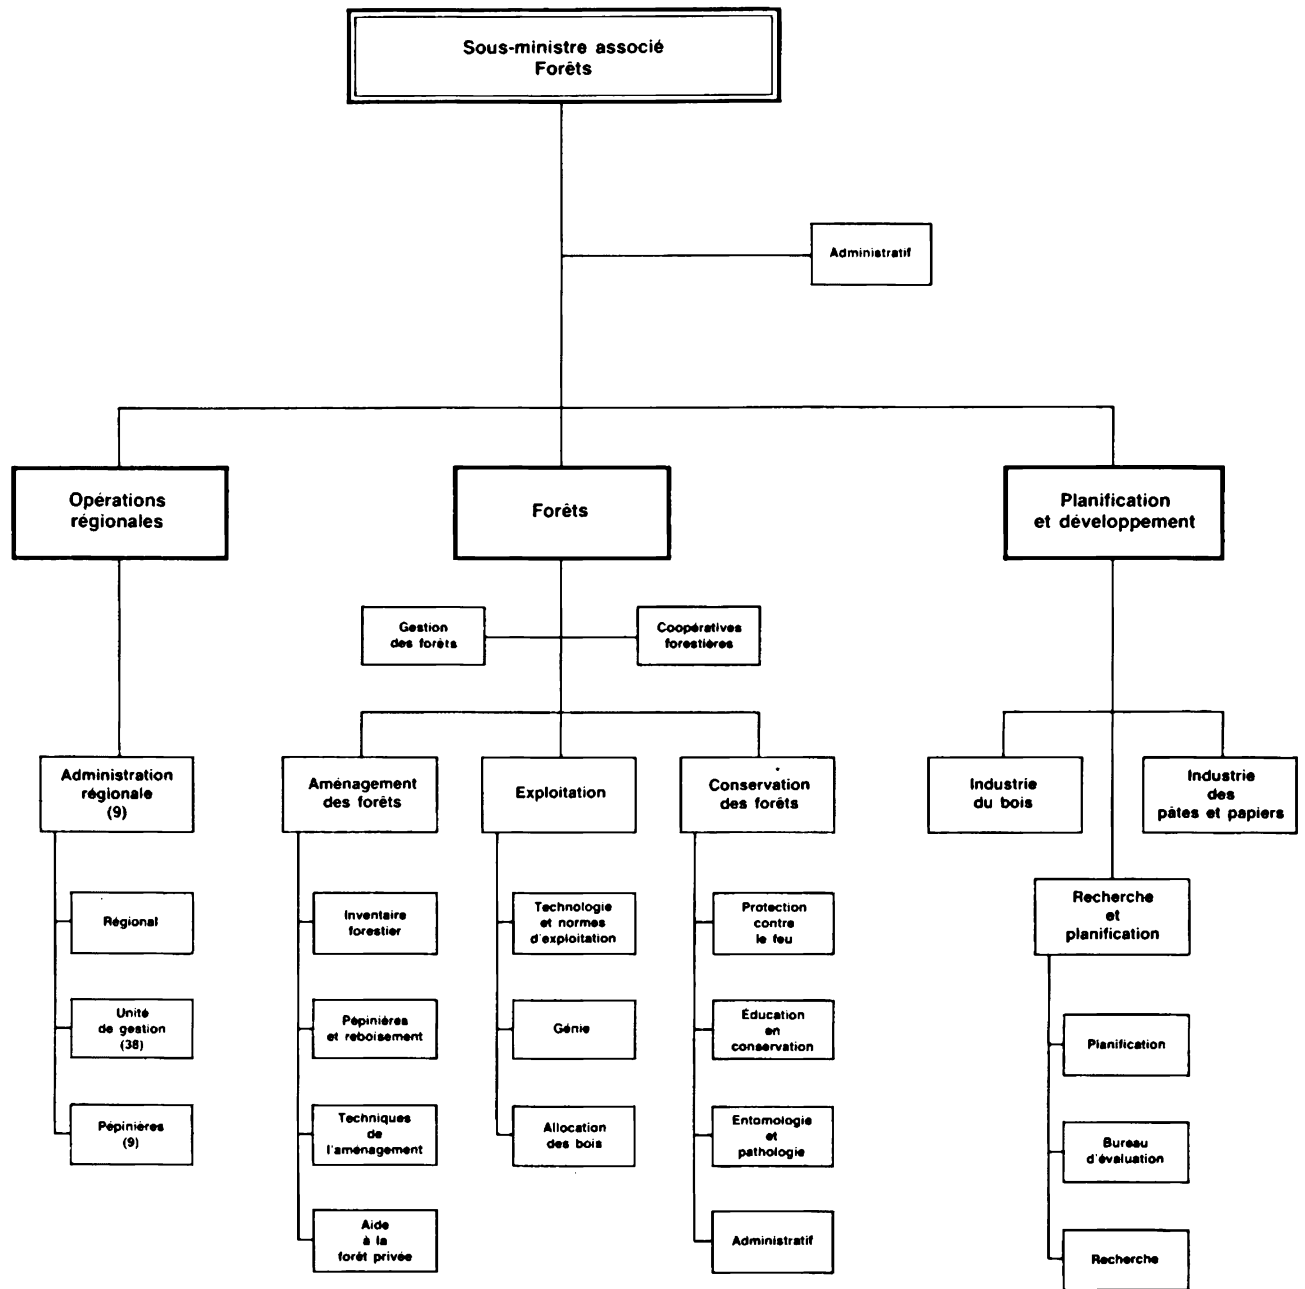 Sous-ministre associé
Forêts
Administratif
Opérations
régionales
Forêts
Planification
et développement
Gestion
des forêts
Coopératives
forestières
Administration
régionale
(9)
Aménagement
des forêts
Exploitation
Conservation
des forêts
Industrie
du bois
Industrie
des
pâtes et papiers
Régional
Unité
de gestion
(38)
Pépinières
(9)
Inventaire
forestier
Pépinières
et reboisement
Techniques
de
l'aménagement
Aide
à la
forêt privée
Technologie
et normes
d'exploitation
Génie
Allocation
des bois
Protection
contre
le feu
Éducation
en
conservation
Entomologie
et
pathologie
Administratif
Recherche
et
planification
Planification
Bureau
d'évaluation
Recherche